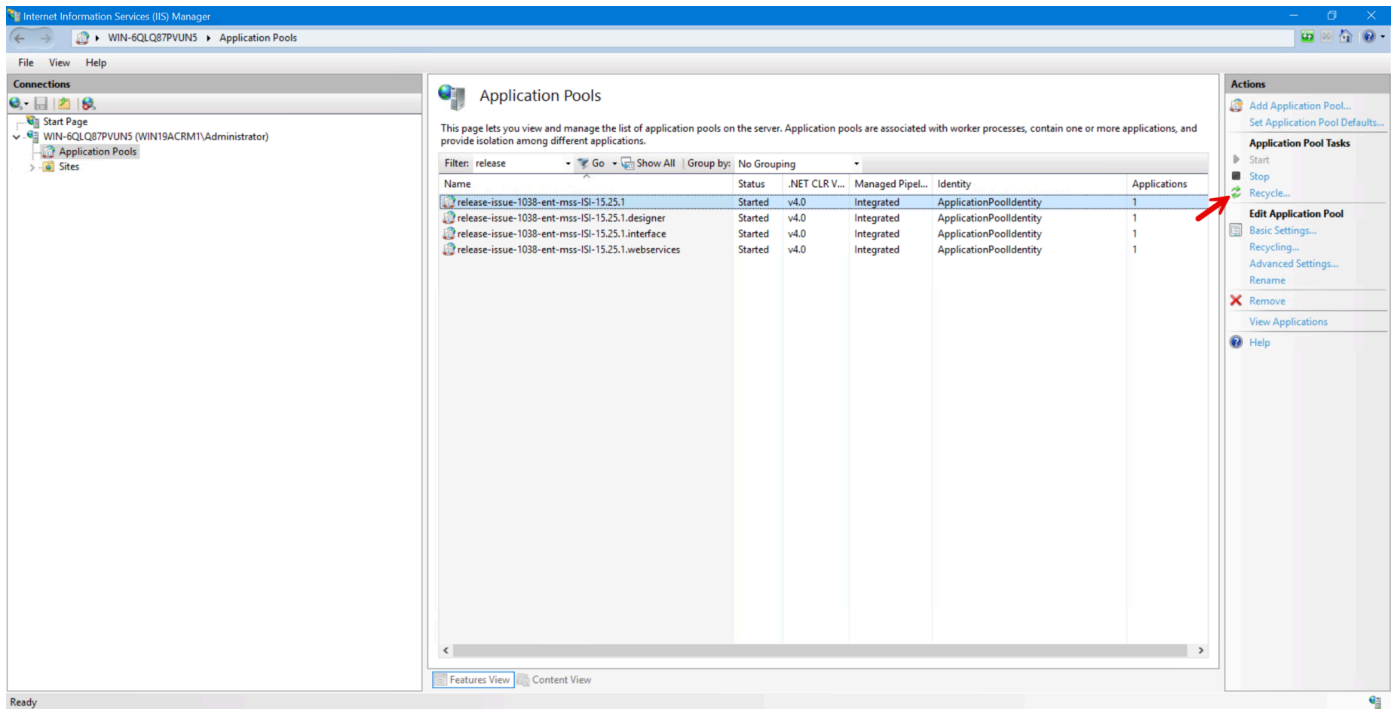 Internet Information Services (IIS) Manager
WIN-6QLQ87PVUN5 Application Pools
File View Help
Connections
Start Page
WIN-6QLQ87PVUN5 (WIN19ACRM1\Administrator)
Application Pools
Sites
Application Pools
This page lets you view and manage the list of application pools on the server. Application pools are associated with worker processes, contain one or more applications, and
provide isolation among different applications.
Filter: release Go Show All Group by: No Grouping
Name Status .NET CLR V... Managed Pipel... Identity Applications
release-issue-1038-ent-mss-ISI-15.25.1 Started v4.0 Integrated ApplicationPoolIdentity 1
release-issue-1038-ent-mss-ISI-15.25.1.designer Started v4.0 Integrated ApplicationPoolIdentity 1
release-issue-1038-ent-mss-ISI-15.25.1.interface Started v4.0 Integrated ApplicationPoolIdentity 1
release-issue-1038-ent-mss-ISI-15.25.1.webservices Started v4.0 Integrated ApplicationPoolIdentity 1
Features View Content View
Actions
Add Application Pool...
Set Application Pool Defaults...
Application Pool Tasks
Start
Stop
Recycle...
Edit Application Pool
Basic Settings...
Recycling...
Advanced Settings...
Rename
Remove
View Applications
Help
Ready